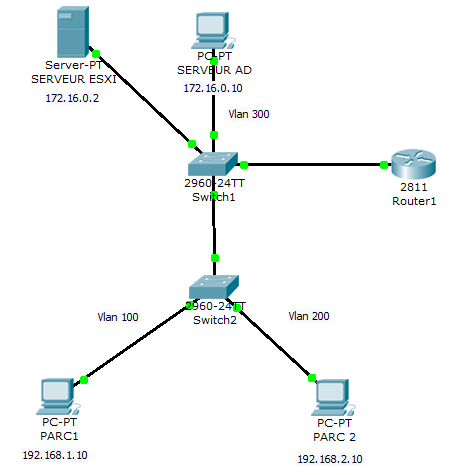 Server-PT
SERVEUR ESXI
172.16.0.2
PC-PT
SERVEUR AD
172.16.0.10
Vlan 300
2960-24TT
Switch1
2811
Router1
2960-24TT
Switch2
Vlan 100
Vlan 200
PC-PT
PARC1
192.168.1.10
PC-PT
PARC 2
192.168.2.10